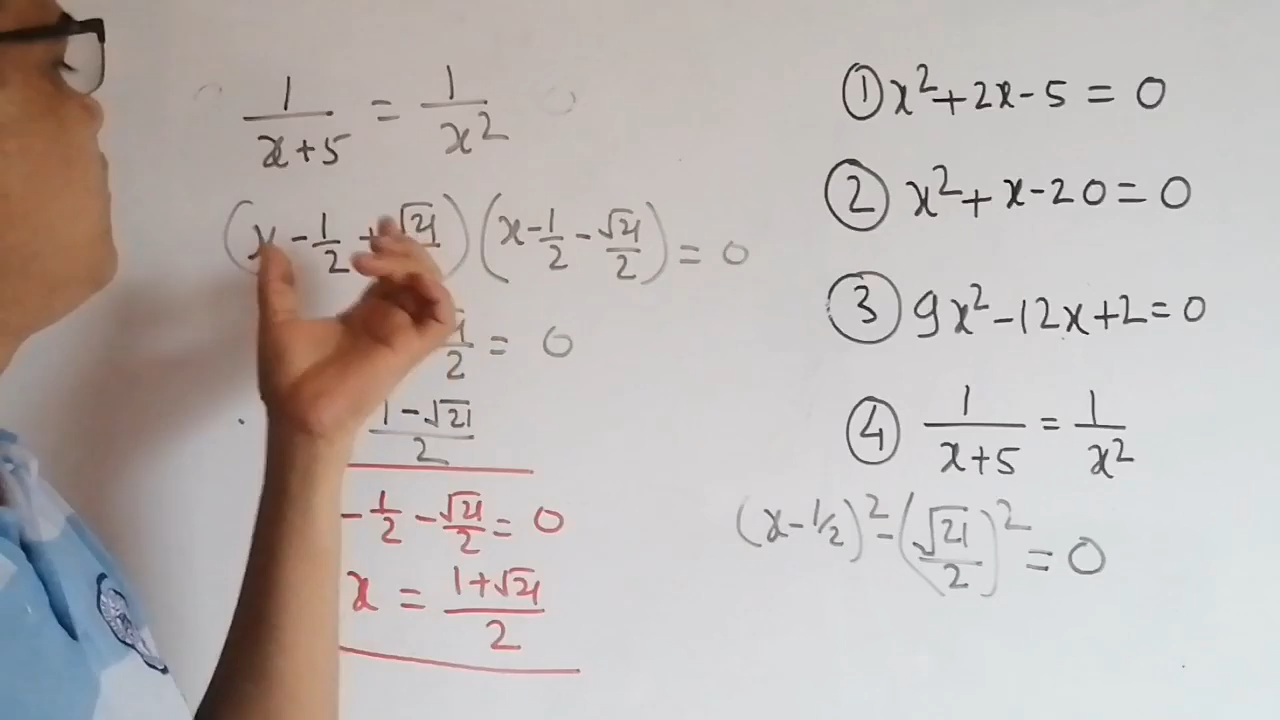 1/(x+5) = 1/x²
(x - 1/2 + √21)(x - 1/2 - √21/2) = 0
/2 = 0
(1-√21)/2
- 1/2 - √21/2 = 0
x = (1+√21)/2
① x² + 2x - 5 = 0
② x² + x - 20 = 0
③ 9x² - 12x + 2 = 0
④ 1/(x+5) = 1/x²
(x - 1/2)² - (√21/2)² = 0